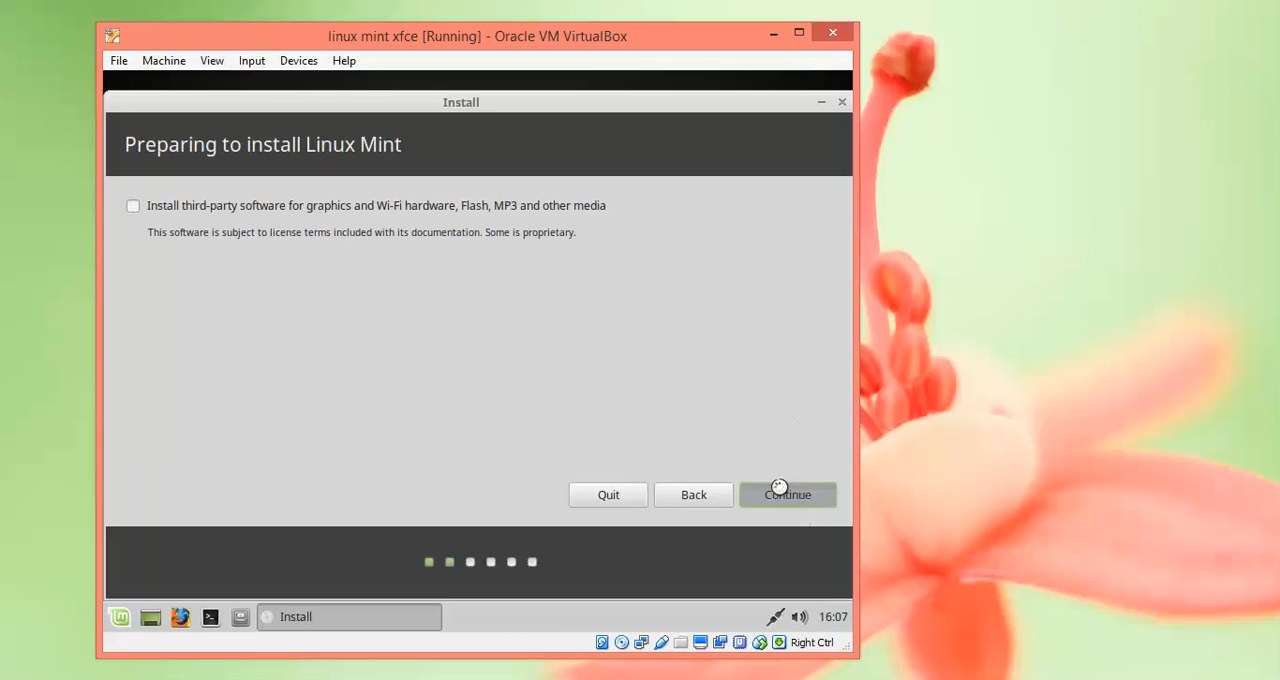 linux mint xfce [Running] - Oracle VM VirtualBox
File Machine View Input Devices Help
Install
Preparing to install Linux Mint
Install third-party software for graphics and Wi-Fi hardware, Flash, MP3 and other media
This software is subject to license terms included with its documentation. Some is proprietary.
Quit Back Continue
Install 16:07
Right Ctrl